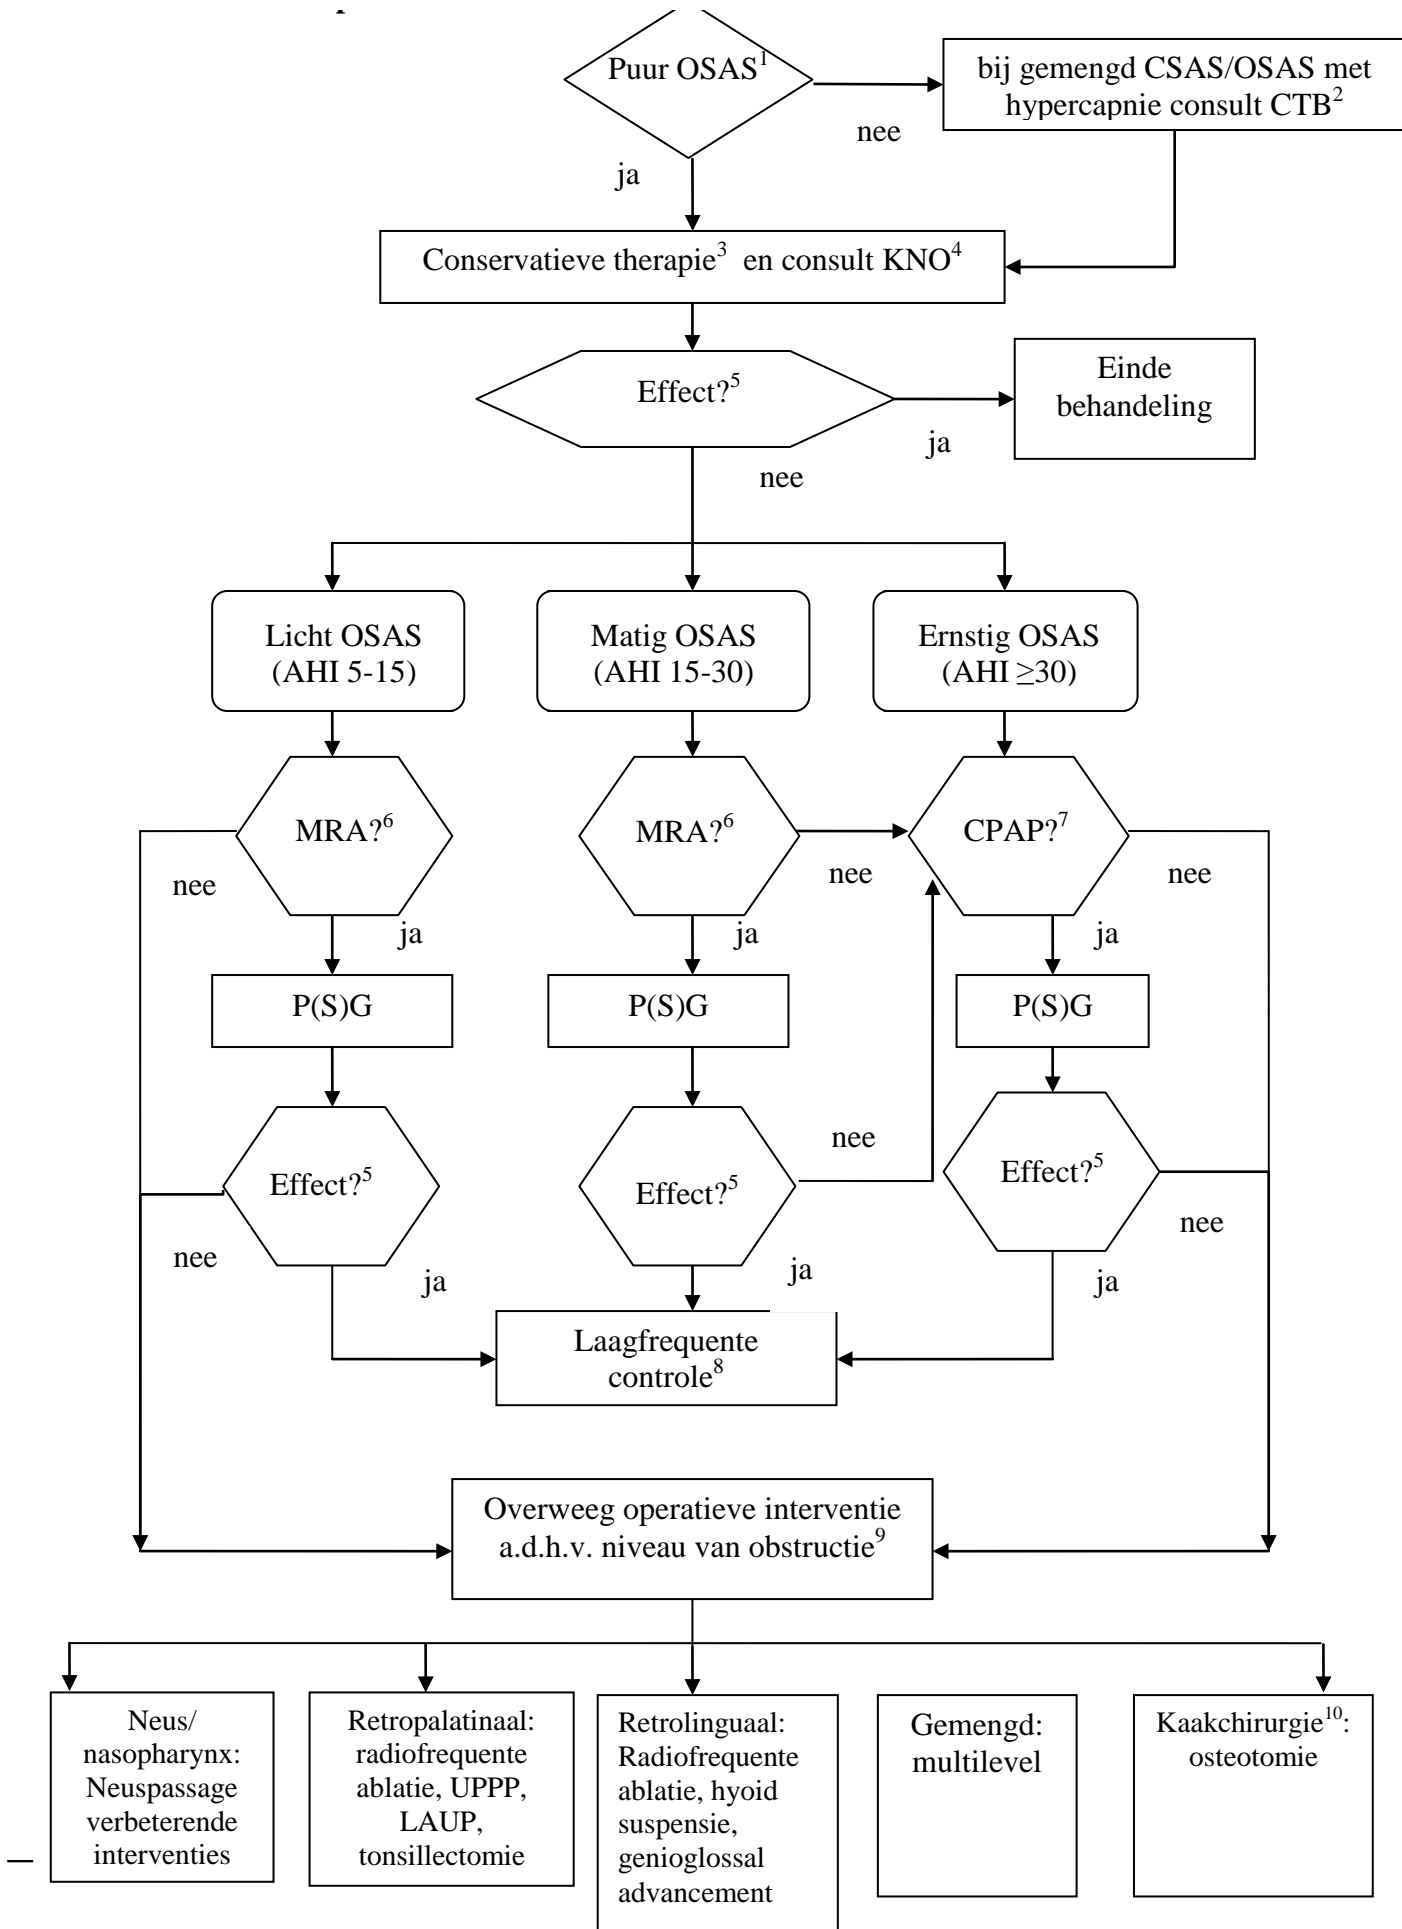 Puur OSAS¹
bij gemengd CSAS/OSAS met
hypercapnie consult CTB²
nee
ja
Conservatieve therapie³ en consult KNO⁴
Effect?⁵
Einde
behandeling
ja
nee
Licht OSAS
(AHI 5-15)
Matig OSAS
(AHI 15-30)
Ernstig OSAS
(AHI ≥30)
MRA?⁶
MRA?⁶
CPAP?⁷
nee
nee
nee
ja
ja
ja
P(S)G
P(S)G
P(S)G
nee
Effect?⁵
Effect?⁵
Effect?⁵
nee
nee
ja
ja
ja
Laagfrequente
controle⁸
Overweeg operatieve interventie
a.d.h.v. niveau van obstructie⁹
Neus/
nasopharynx:
Neuspassage
verbeterende
interventies
Retropalatinaal:
radiofrequente
ablatie, UPPP,
LAUP,
tonsillectomie
Retrolinguaal:
Radiofrequente
ablatie, hyoid
suspensie,
genioglossal
advancement
Gemengd:
multilevel
Kaakchirurgie¹⁰:
osteotomie